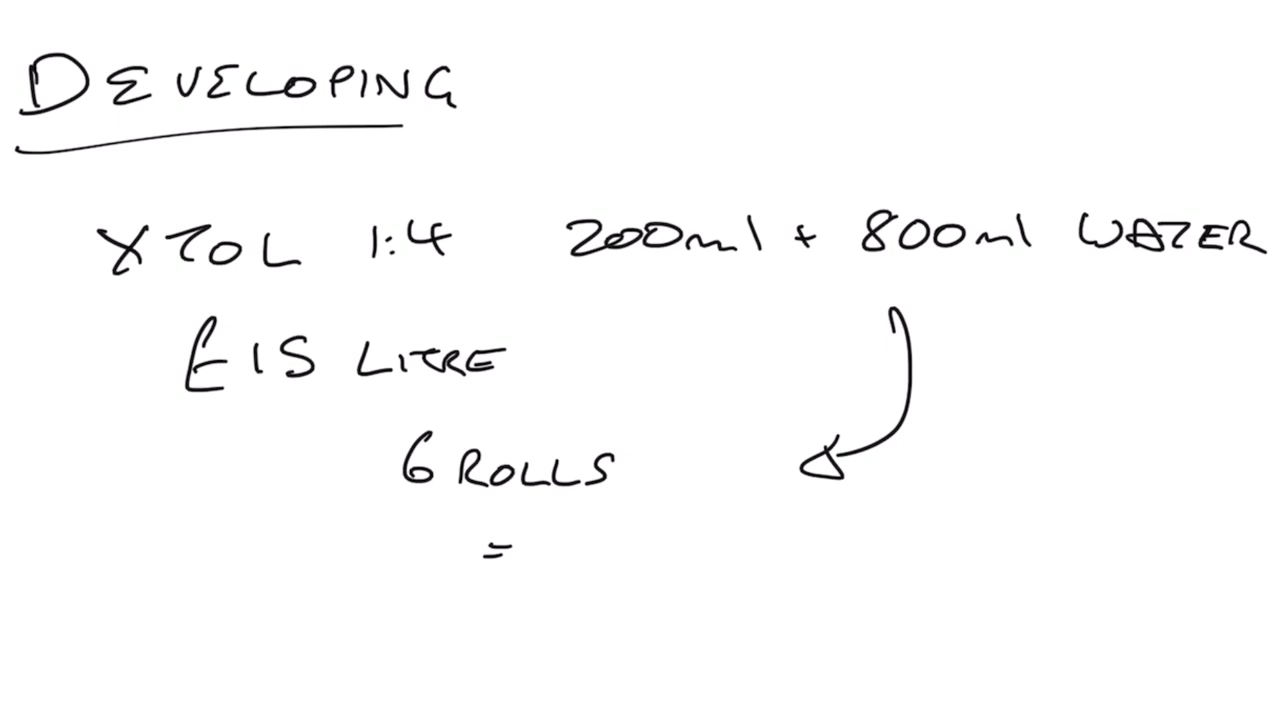 DEVELOPING
XTOL 1:4 200ml + 800ml WATER
£15 LITRE
6 ROLLS
=